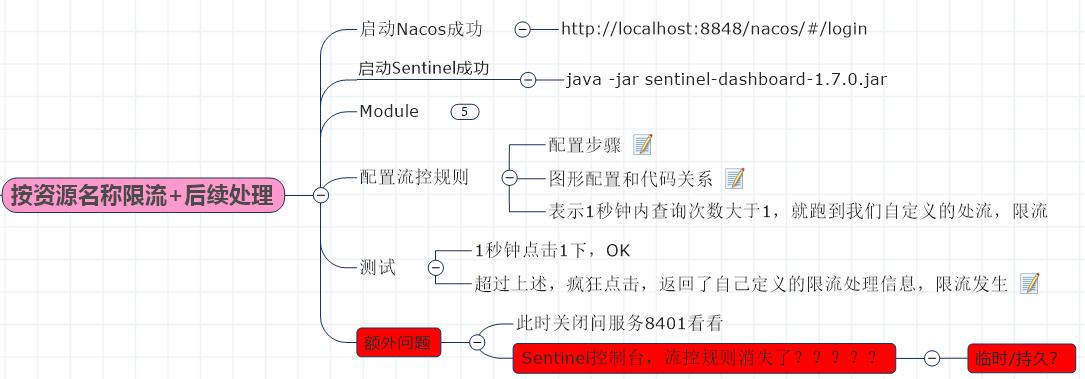 按资源名称限流+后续处理
启动Nacos成功
http://localhost:8848/nacos/#/login
启动Sentinel成功
java -jar sentinel-dashboard-1.7.0.jar
Module
5
配置流控规则
配置步骤
图形配置和代码关系
表示1秒钟内查询次数大于1，就跑到我们自定义的处流，限流
测试
1秒钟点击1下，OK
超过上述，疯狂点击，返回了自己定义的限流处理信息，限流发生
额外问题
此时关闭问服务8401看看
Sentinel控制台，流控规则消失了？？？？？
临时/持久？